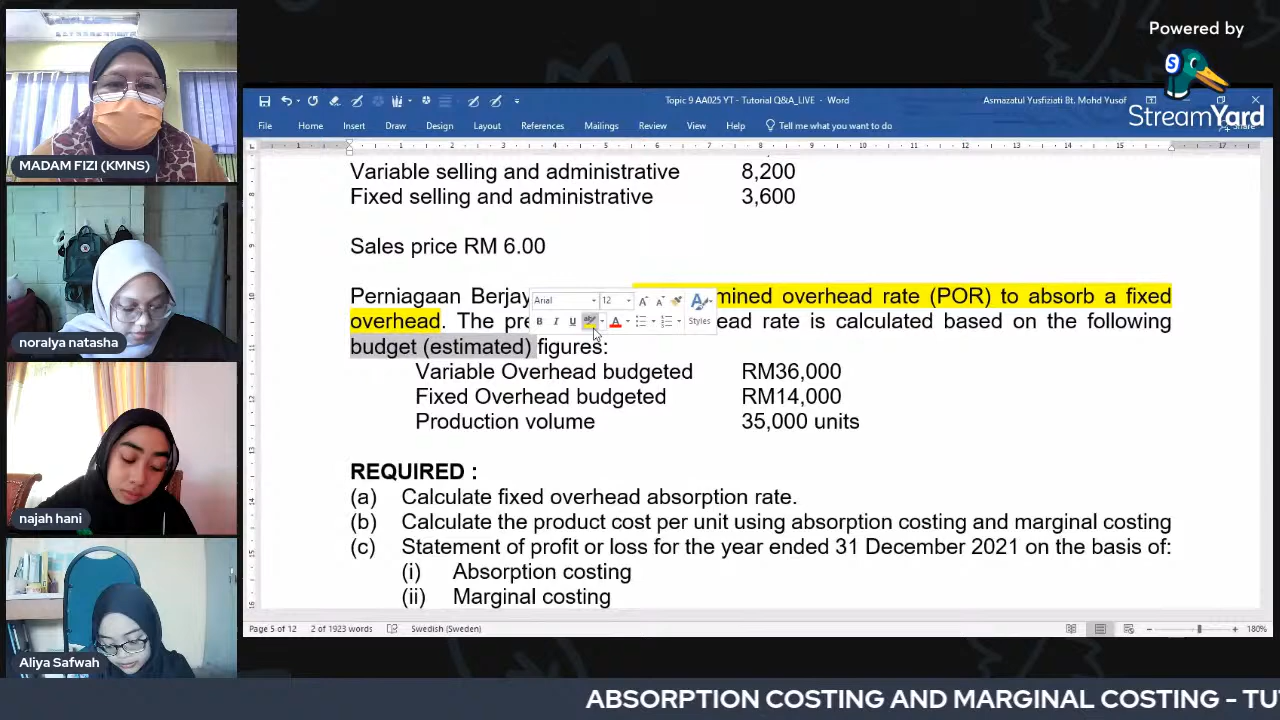 Powered by
StreamYard
MADAM FIZI (KMNS)
noralya natasha
najah hani
Aliya Safwah
Topic 9 AA025 YT - Tutorial Q&A_LIVE - Word
Asmazatul Yusfiziati Bt. Mohd Yusof
File Home Insert Draw Design Layout References Mailings Review View Help Tell me what you want to do
Variable selling and administrative 8,200
Fixed selling and administrative 3,600
Sales price RM 6.00
Perniagaan Berjay mined overhead rate (POR) to absorb a fixed
overhead. The pre ead rate is calculated based on the following
budget (estimated) figures:
Arial 12
B I U Styles
Variable Overhead budgeted RM36,000
Fixed Overhead budgeted RM14,000
Production volume 35,000 units
REQUIRED :
(a) Calculate fixed overhead absorption rate.
(b) Calculate the product cost per unit using absorption costing and marginal costing
(c) Statement of profit or loss for the year ended 31 December 2021 on the basis of:
(i) Absorption costing
(ii) Marginal costing
Page 5 of 12 2 of 1923 words Swedish (Sweden) 180%
ABSORPTION COSTING AND MARGINAL COSTING - TU